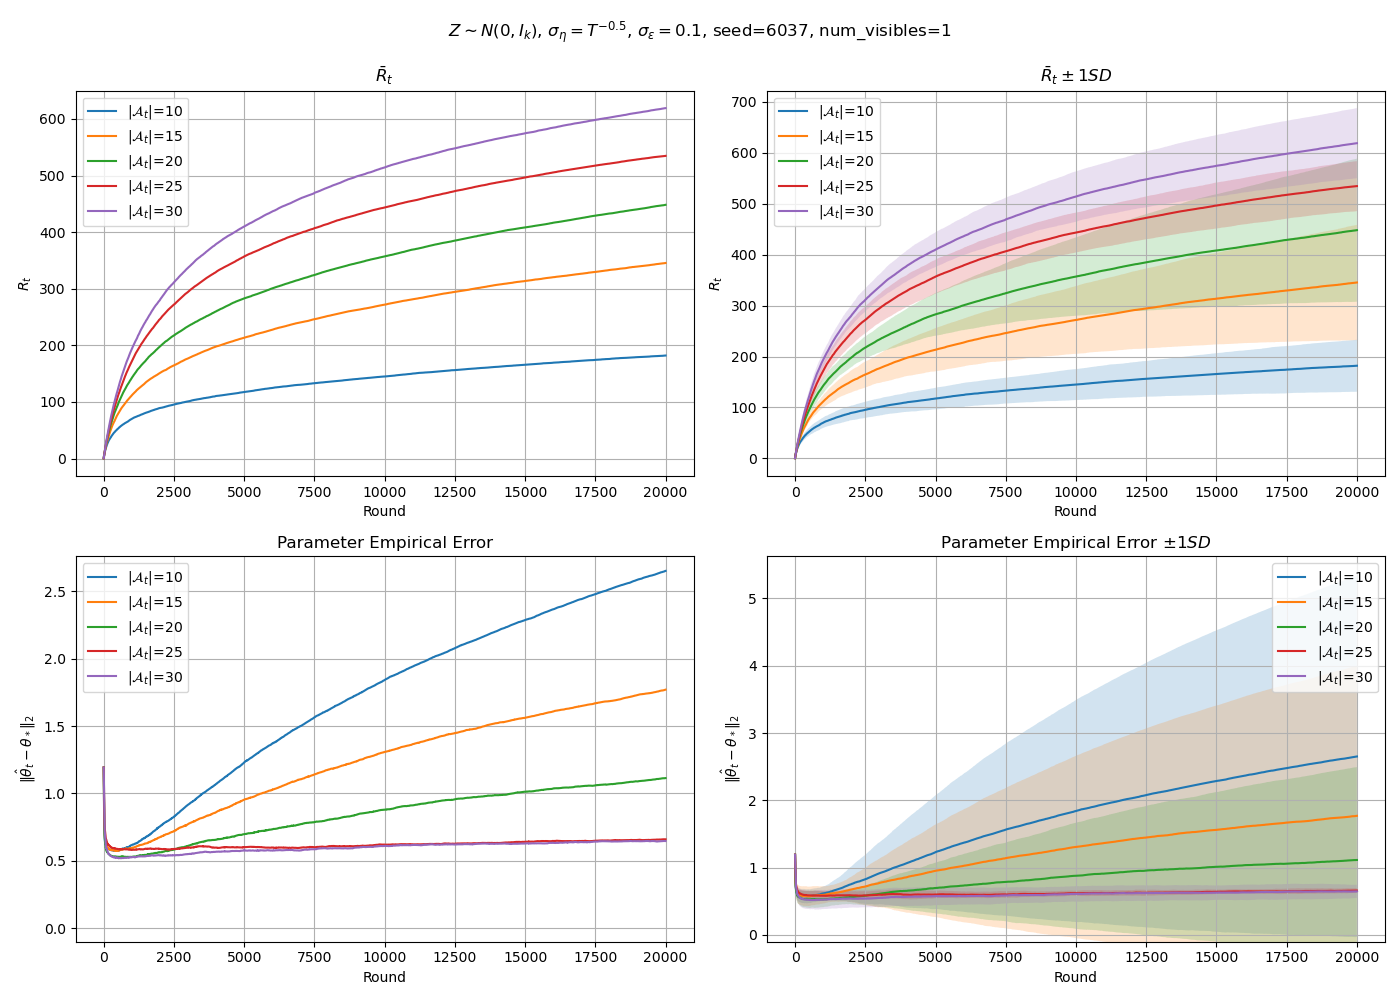 Z ∼ N(0, I_k), σ_η = T^{−0.5}, σ_ε = 0.1, seed=6037, num_visibles=1
R̄_t
R_t
600
500
400
300
200
100
0
|𝒜_t|=10
|𝒜_t|=15
|𝒜_t|=20
|𝒜_t|=25
|𝒜_t|=30
0 2500 5000 7500 10000 12500 15000 17500 20000
Round
R̄_t ± 1SD
R_t
700
600
500
400
300
200
100
0
|𝒜_t|=10
|𝒜_t|=15
|𝒜_t|=20
|𝒜_t|=25
|𝒜_t|=30
0 2500 5000 7500 10000 12500 15000 17500 20000
Round
Parameter Empirical Error
‖θ̂_t − θ_*‖_2
2.5
2.0
1.5
1.0
0.5
0.0
|𝒜_t|=10
|𝒜_t|=15
|𝒜_t|=20
|𝒜_t|=25
|𝒜_t|=30
0 2500 5000 7500 10000 12500 15000 17500 20000
Round
Parameter Empirical Error ±1SD
‖θ̂_t − θ_*‖_2
5
4
3
2
1
0
|𝒜_t|=10
|𝒜_t|=15
|𝒜_t|=20
|𝒜_t|=25
|𝒜_t|=30
0 2500 5000 7500 10000 12500 15000 17500 20000
Round